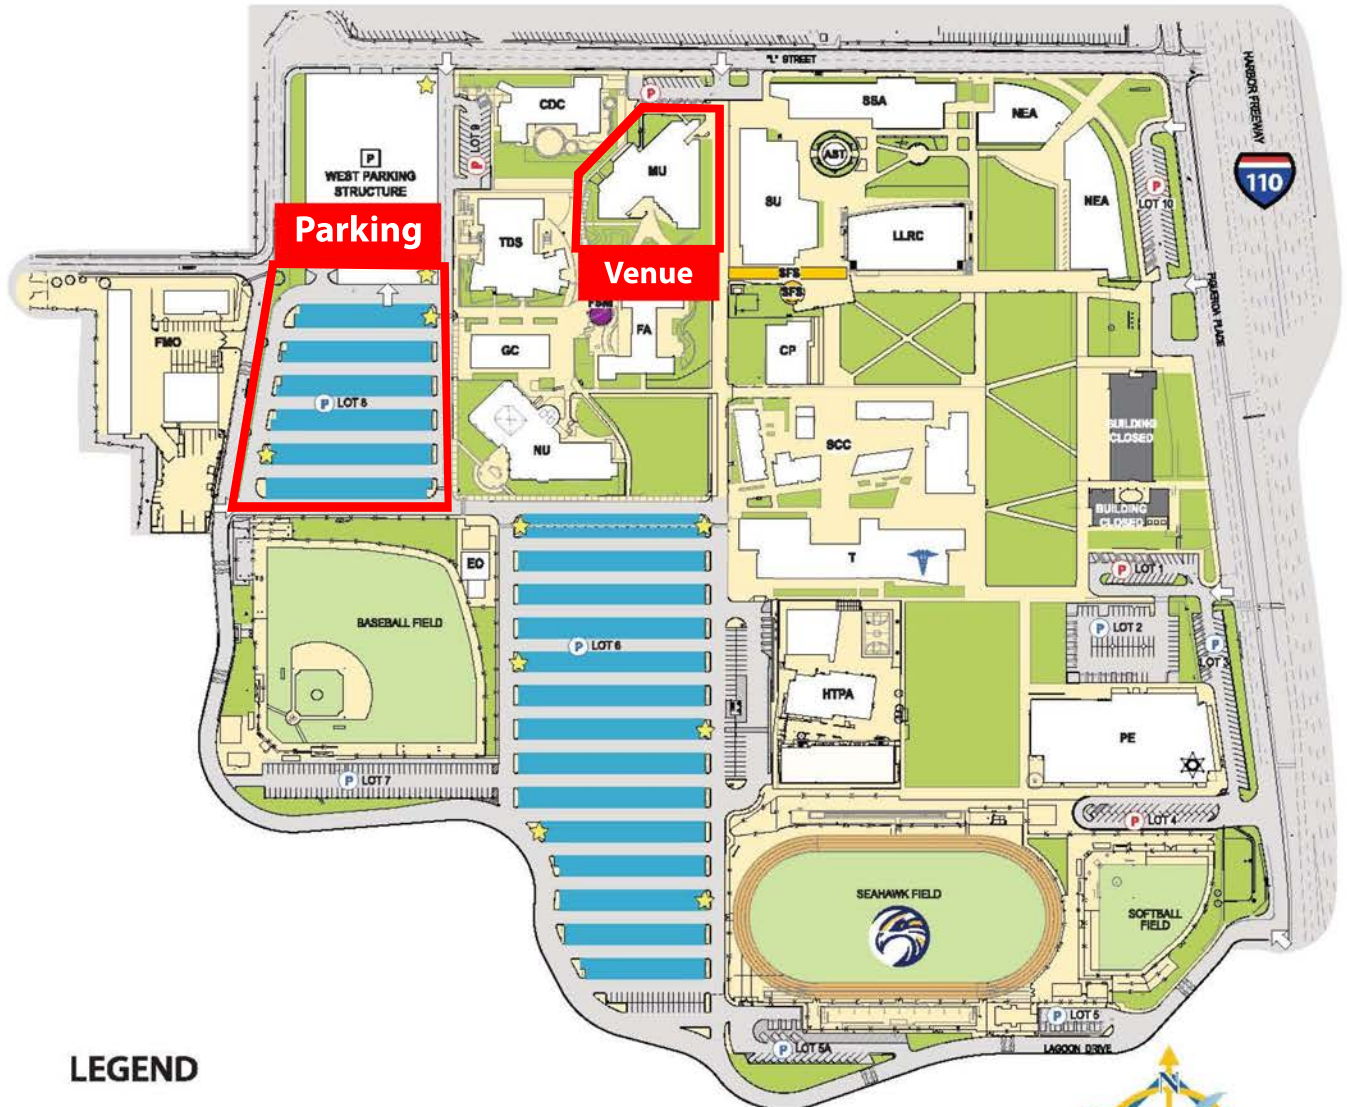 "L" STREET
HARBOR FREEWAY
110
P
WEST PARKING
STRUCTURE
LOT 9
P
CDC
P
MU
SSA
AST
SU
LLRC
NEA
NEA
P
LOT 10
Parking
TDS
Venue
SFS
SFS
FIGUEROA PLACE
FMO
GC
FA
CP
P LOT 8
NU
SCC
BUILDING
CLOSED
BUILDING
CLOSED
T
EO
P LOT 1
BASEBALL FIELD
P LOT 6
P LOT 2
P
LOT 3
HTPA
PE
P LOT 7
P LOT 4
SEAHAWK FIELD
SOFTBALL
FIELD
P LOT 5
P LOT 5A
LAGOON DRIVE
LEGEND
N